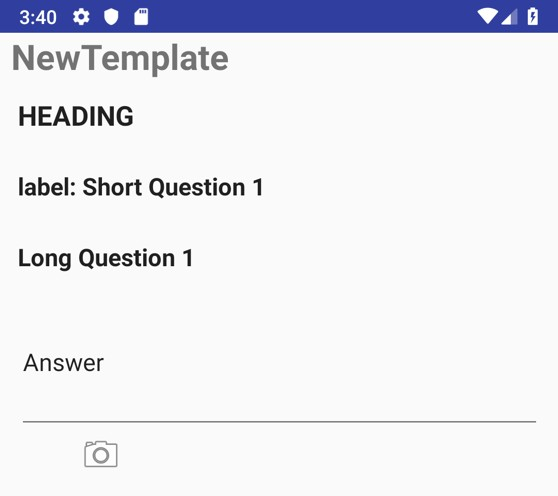 3:40
NewTemplate
HEADING
label: Short Question 1
Long Question 1
Answer